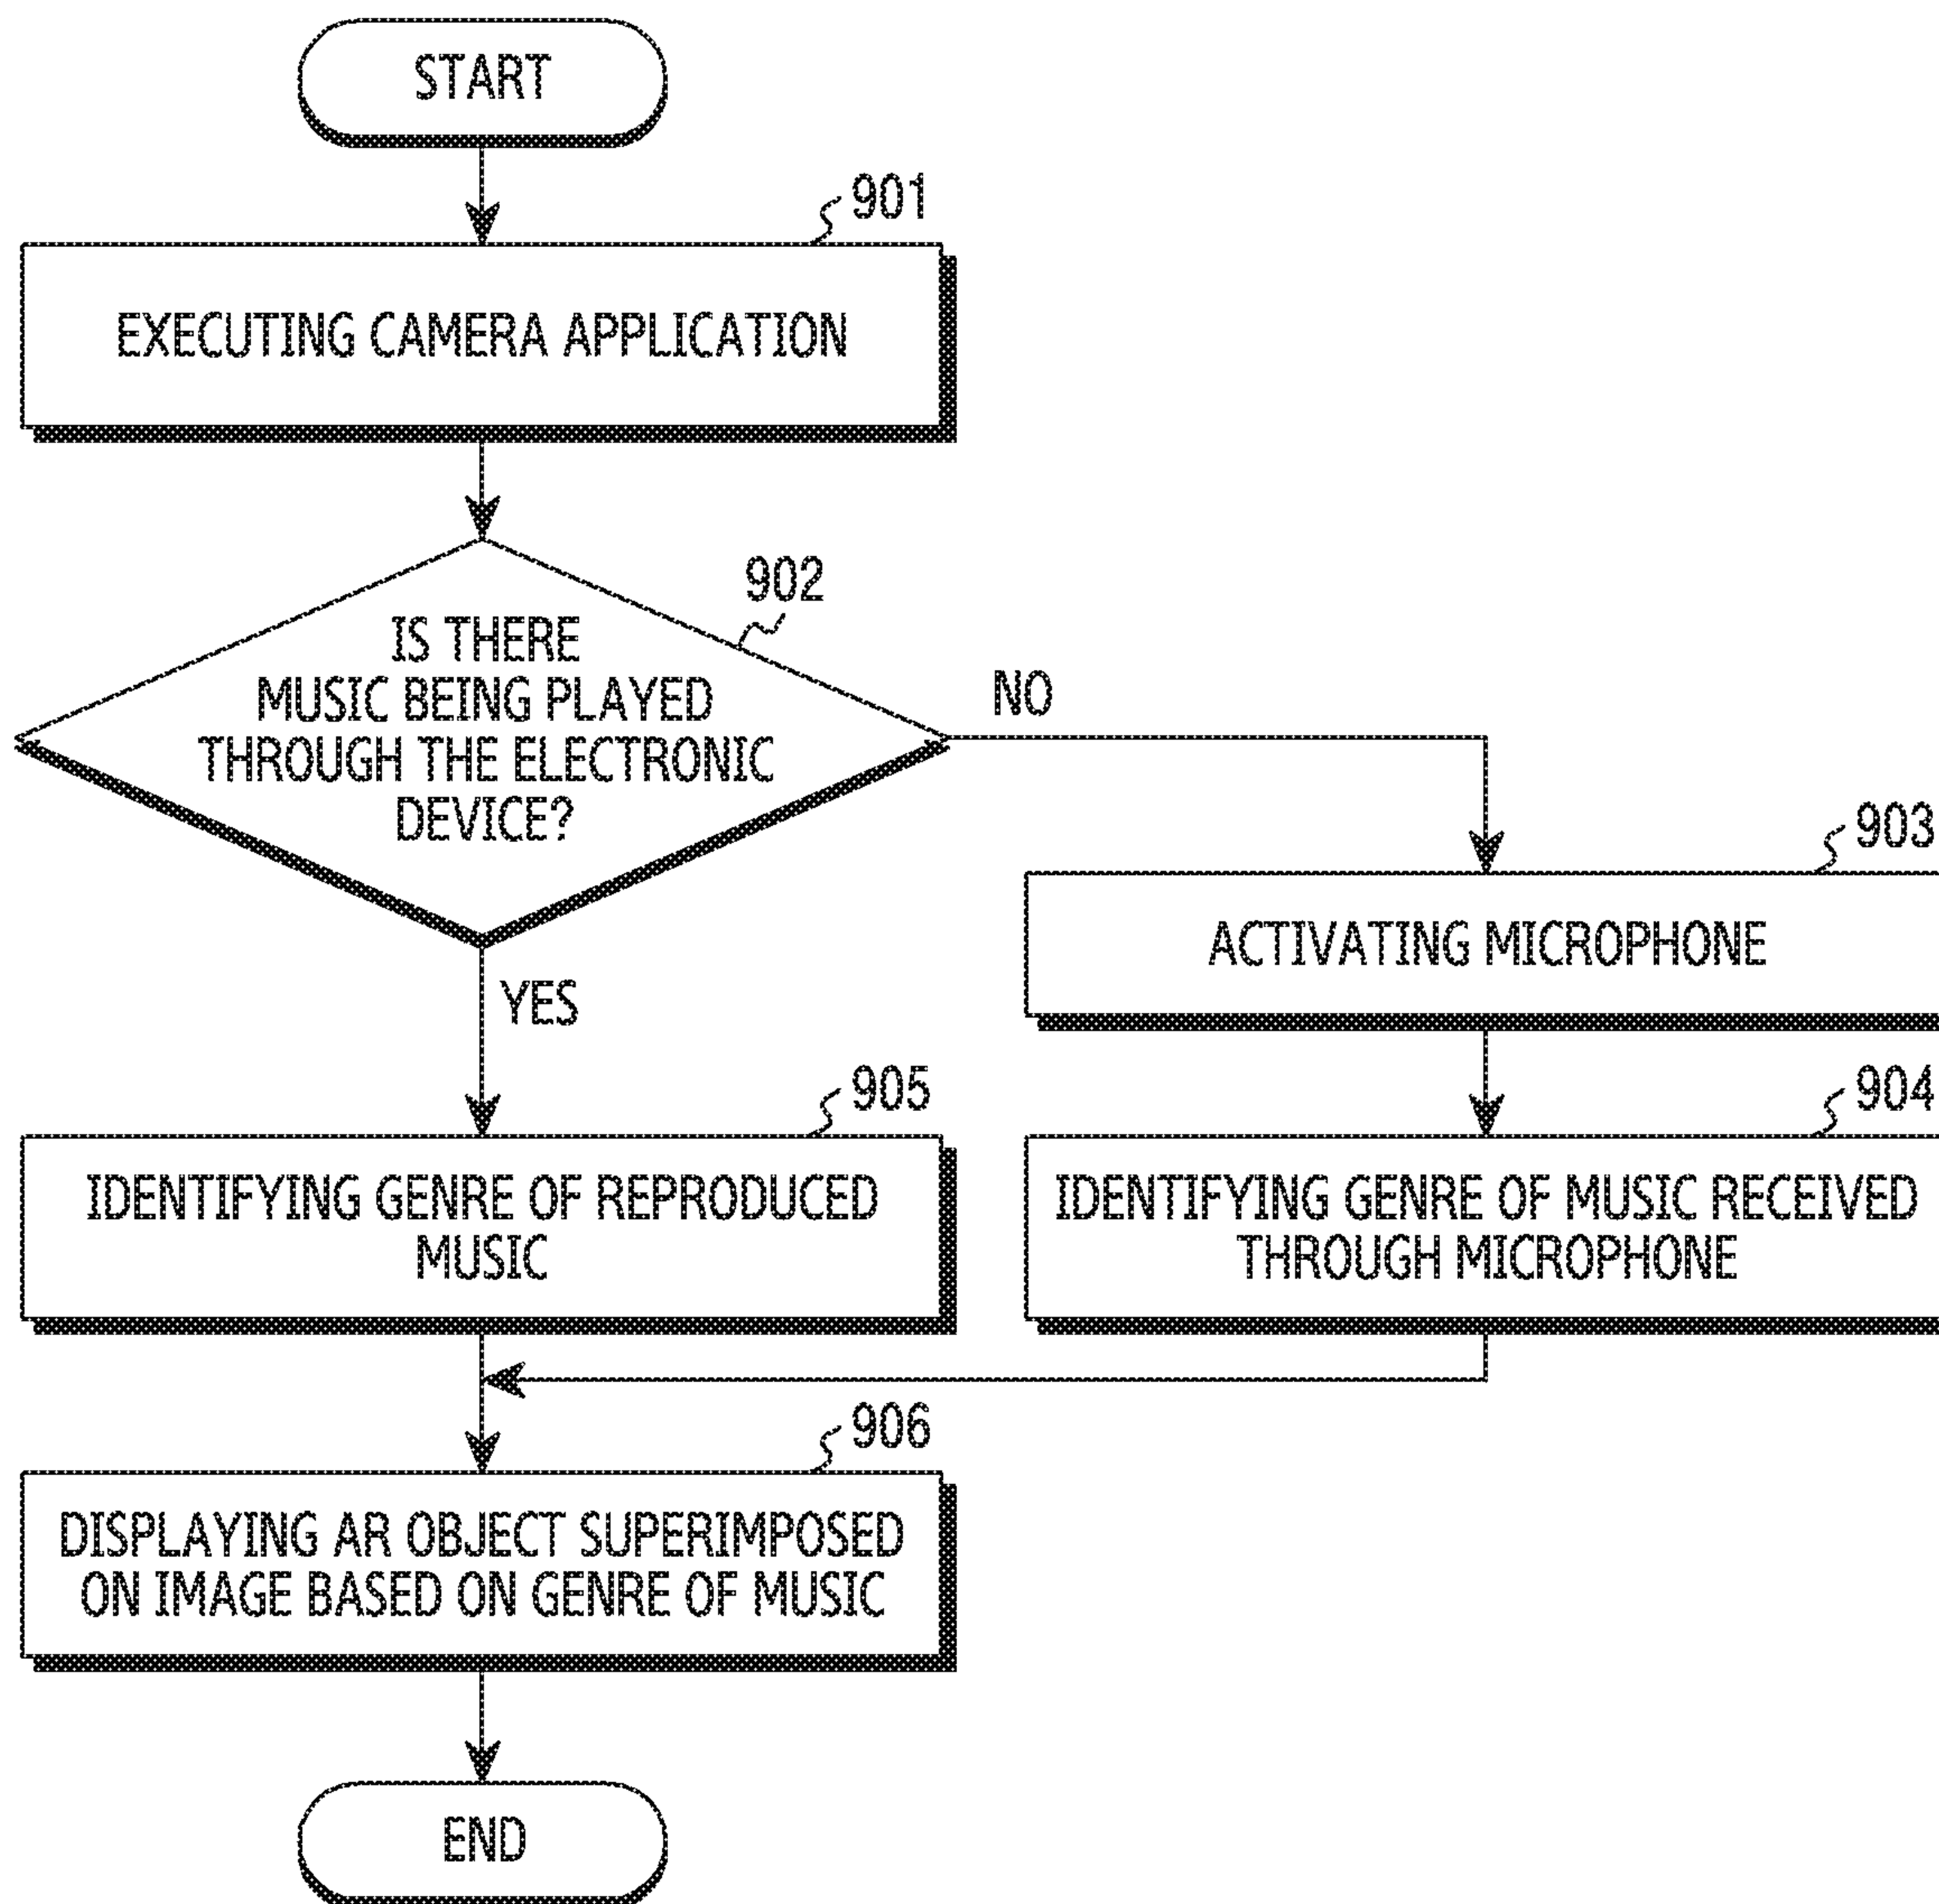 START
901
EXECUTING CAMERA APPLICATION
902
IS THERE
MUSIC BEING PLAYED
THROUGH THE ELECTRONIC
DEVICE?
NO
903
ACTIVATING MICROPHONE
YES
905
IDENTIFYING GENRE OF REPRODUCED
MUSIC
904
IDENTIFYING GENRE OF MUSIC RECEIVED
THROUGH MICROPHONE
906
DISPLAYING AR OBJECT SUPERIMPOSED
ON IMAGE BASED ON GENRE OF MUSIC
END